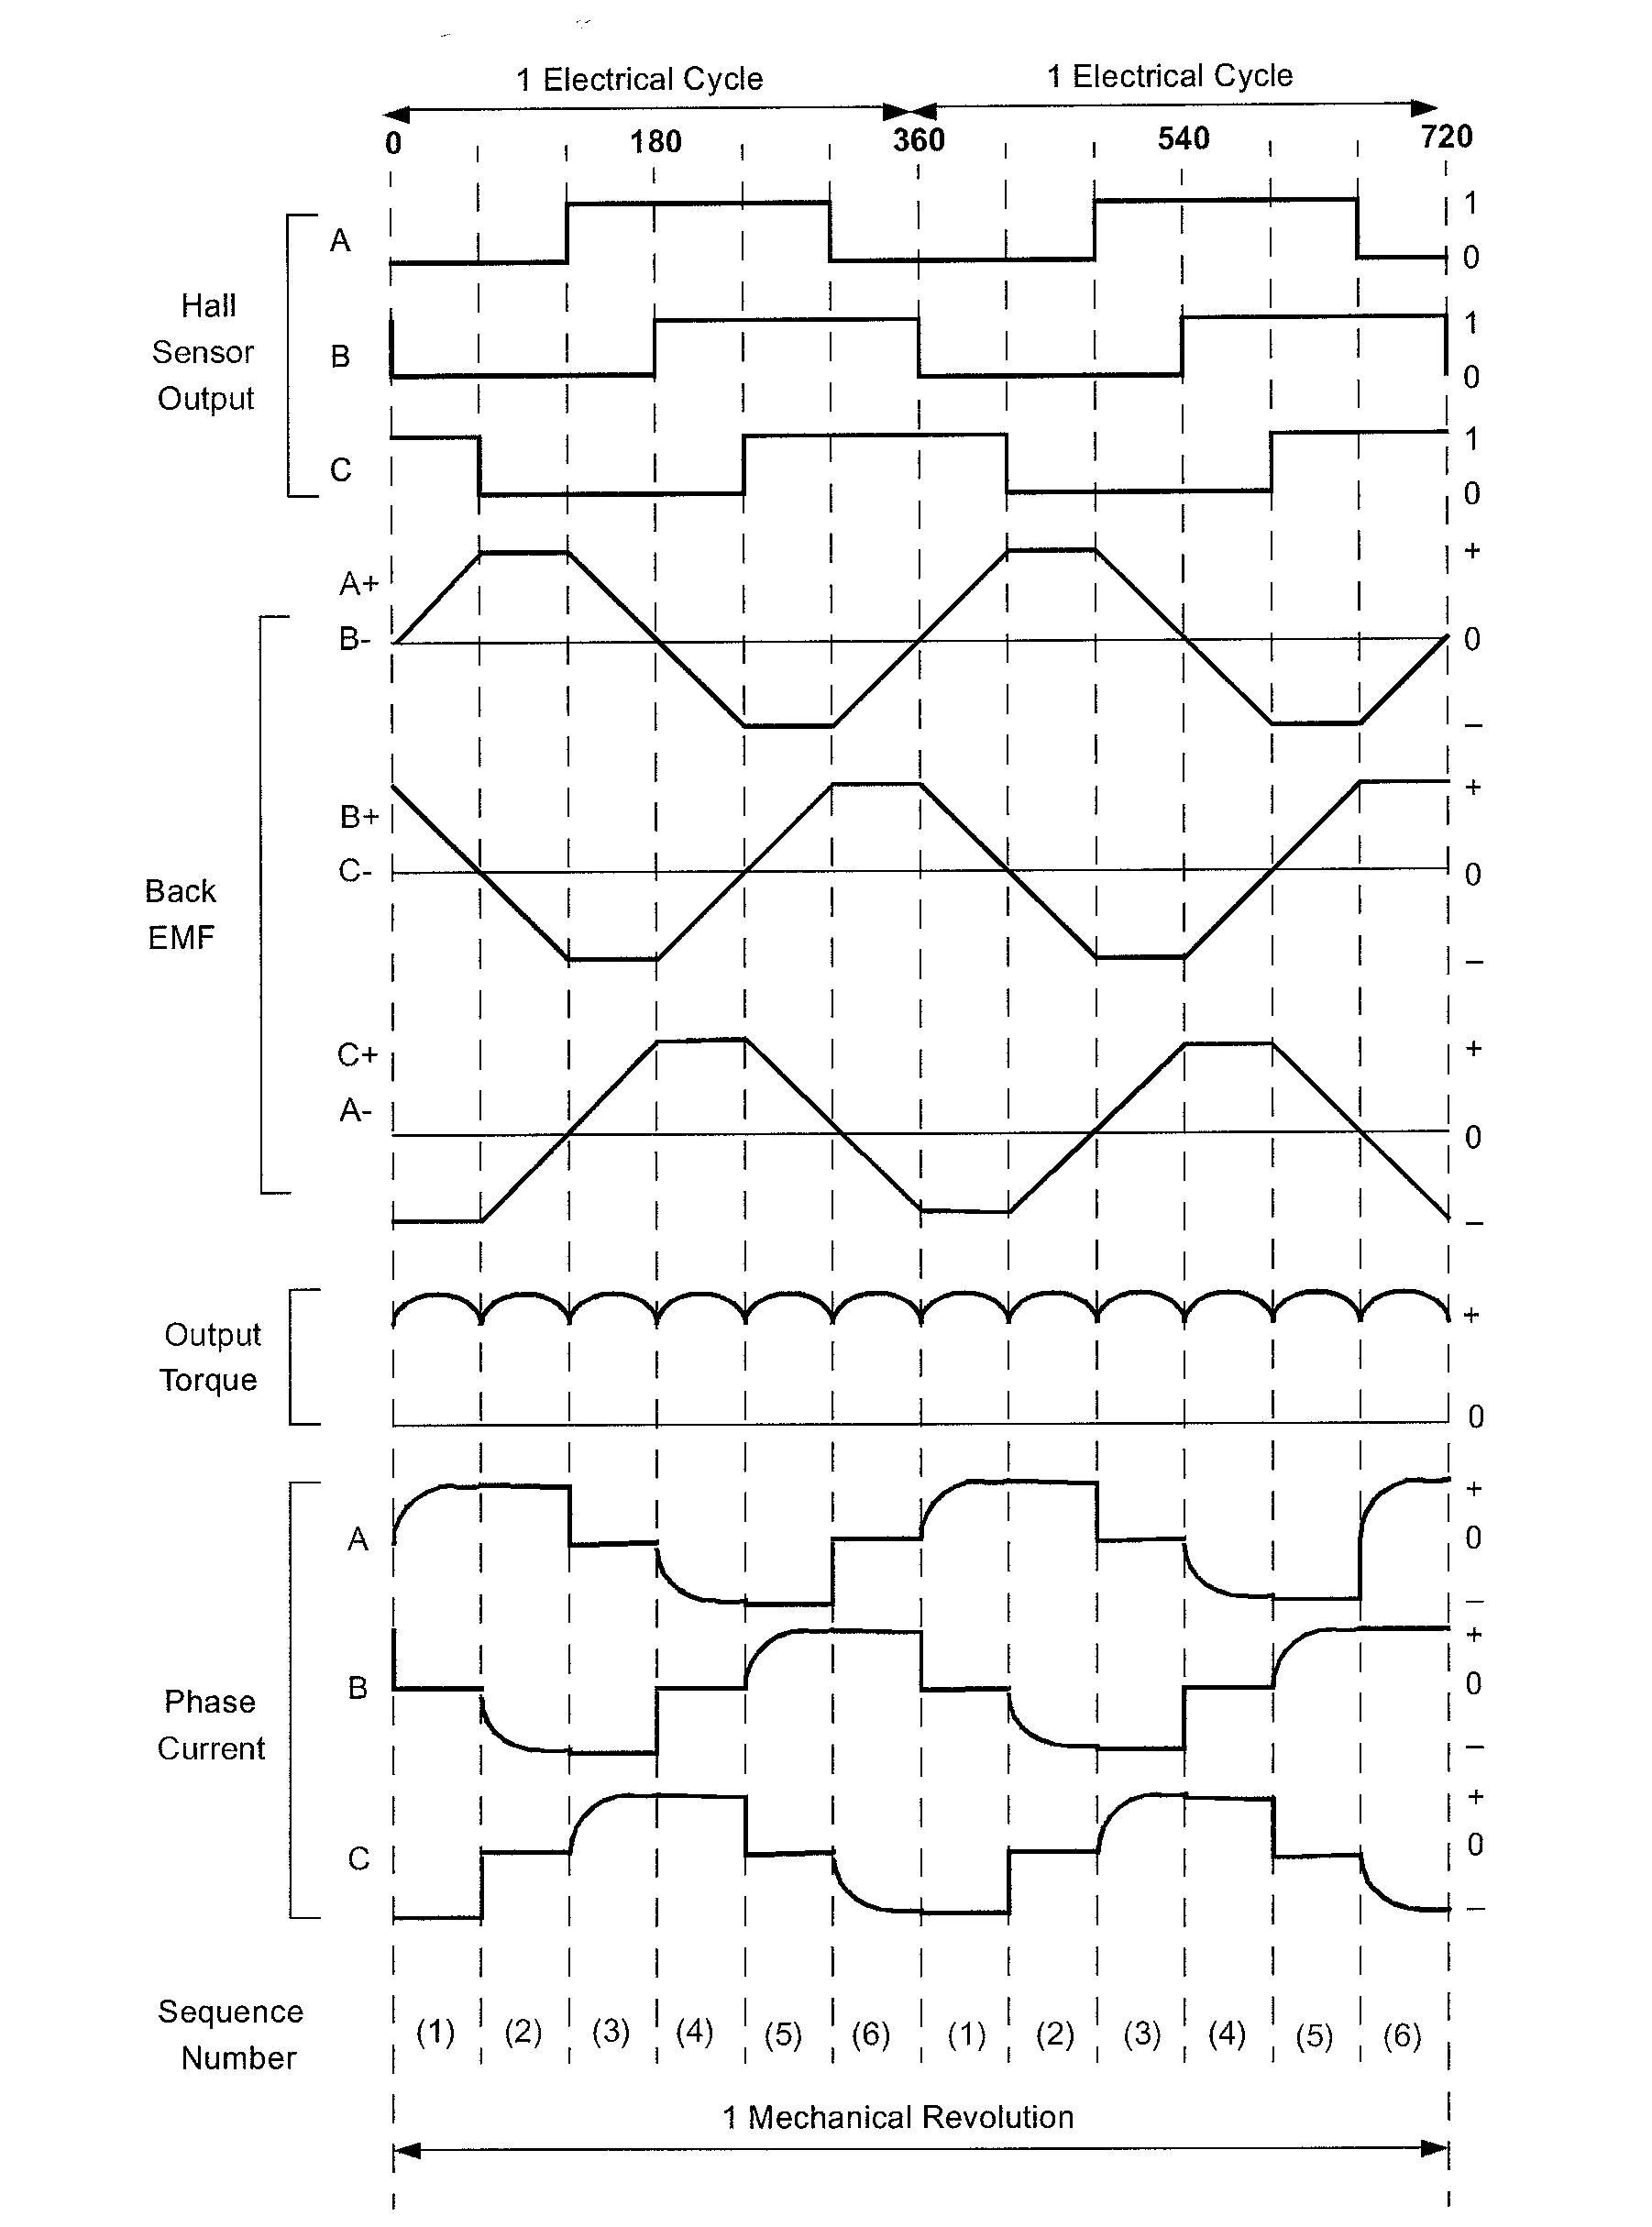 1 Electrical Cycle 1 Electrical Cycle
0 180 360 540 720
Hall
Sensor
Output
A 1
0
B 1
0
C 1
0
Back
EMF
A+ +
B- 0
–
B+ +
C- 0
–
C+ +
A- 0
–
Output
Torque
+
0
Phase
Current
A + 0 –
B + 0 –
C + 0 –
Sequence
Number
(1) (2) (3) (4) (5) (6) (1) (2) (3) (4) (5) (6)
1 Mechanical Revolution